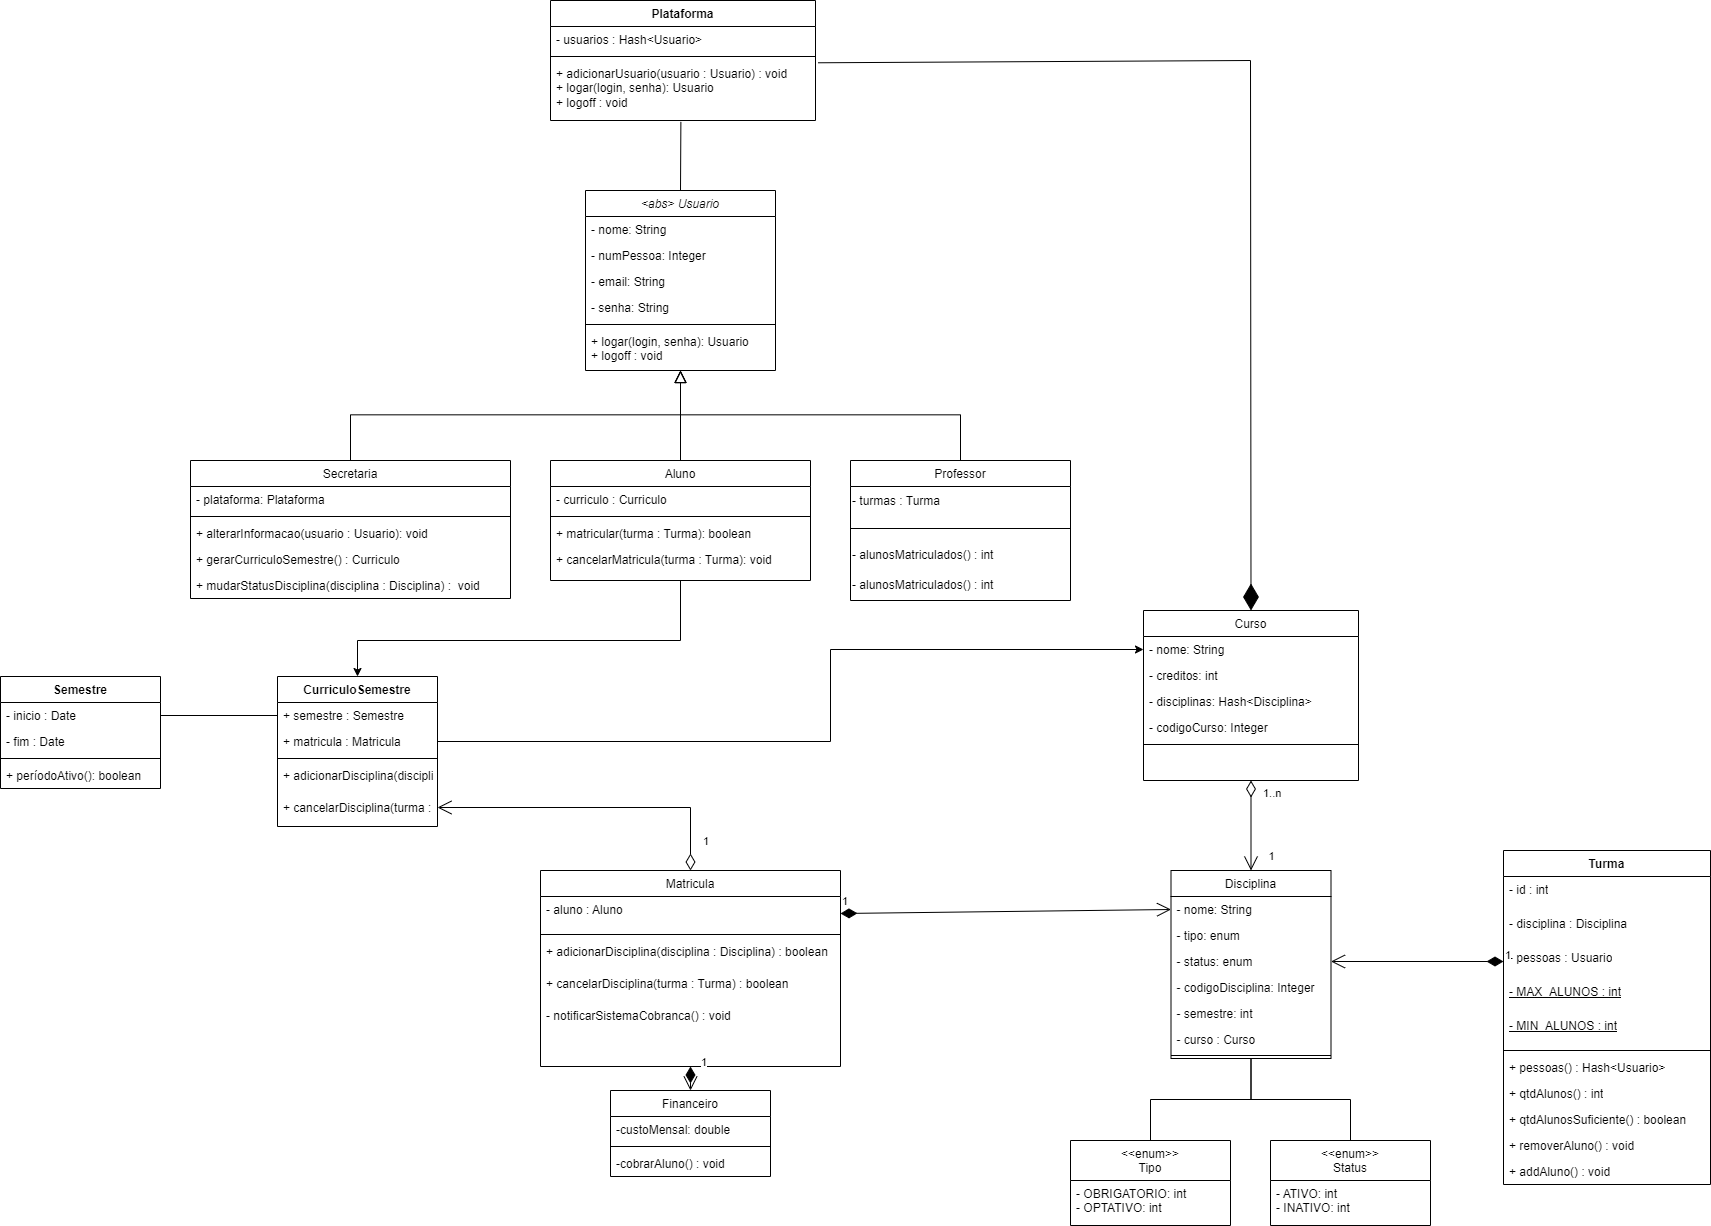 Plataforma
- usuarios : Hash<Usuario>
+ adicionarUsuario(usuario : Usuario) : void
+ logar(login, senha): Usuario
+ logoff : void
<abs> Usuario
- nome: String
- numPessoa: Integer
- email: String
- senha: String
+ logar(login, senha): Usuario
+ logoff : void
Secretaria
- plataforma: Plataforma
+ alterarInformacao(usuario : Usuario): void
+ gerarCurriculoSemestre() : Curriculo
+ mudarStatusDisciplina(disciplina : Disciplina) :  void
Aluno
- curriculo : Curriculo
+ matricular(turma : Turma): boolean
+ cancelarMatricula(turma : Turma): void
Professor
- turmas : Turma
- alunosMatriculados() : int
- alunosMatriculados() : int
Curso
- nome: String
- creditos: int
- disciplinas: Hash<Disciplina>
- codigoCurso: Integer
1..n
1
Semestre
- inicio : Date
- fim : Date
+ períodoAtivo(): boolean
CurriculoSemestre
+ semestre : Semestre
+ matricula : Matricula
+ adicionarDisciplina(discipli
+ cancelarDisciplina(turma :
1
Matricula
- aluno : Aluno
+ adicionarDisciplina(disciplina : Disciplina) : boolean
+ cancelarDisciplina(turma : Turma) : boolean
- notificarSistemaCobranca() : void
1
1
Financeiro
-custoMensal: double
-cobrarAluno() : void
Disciplina
- nome: String
- tipo: enum
- status: enum
- codigoDisciplina: Integer
- semestre: int
- curso : Curso
<<enum>>
Tipo
- OBRIGATORIO: int
- OPTATIVO: int
<<enum>>
Status
- ATIVO: int
- INATIVO: int
Turma
- id : int
- disciplina : Disciplina
1
- pessoas : Usuario
- MAX_ALUNOS : int
- MIN_ALUNOS : int
+ pessoas() : Hash<Usuario>
+ qtdAlunos() : int
+ qtdAlunosSuficiente() : boolean
+ removerAluno() : void
+ addAluno() : void